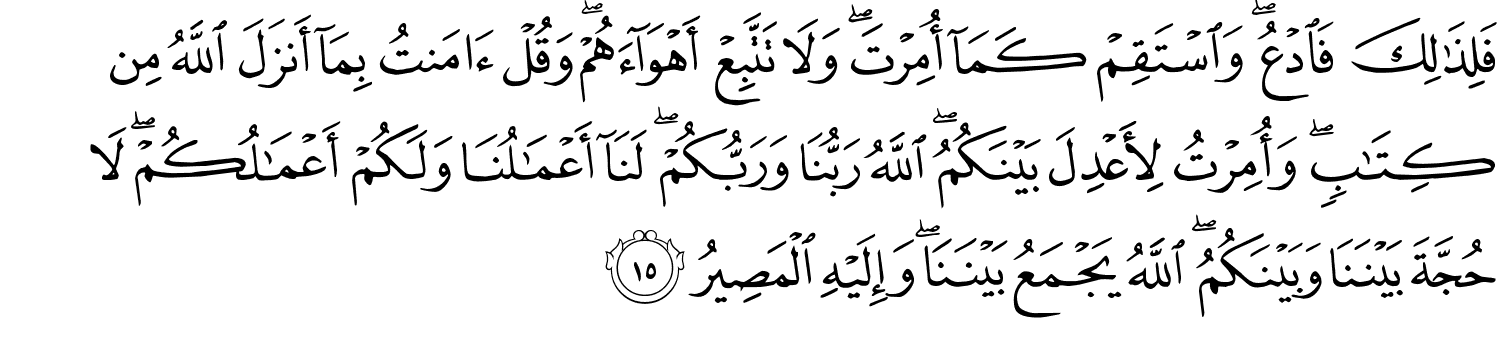 فَلِذَٰلِكَ فَٱدْعُ ۖ وَٱسْتَقِمْ كَمَآ أُمِرْتَ ۖ وَلَا تَتَّبِعْ أَهْوَآءَهُمْ ۖ وَقُلْ ءَامَنتُ بِمَآ أَنزَلَ ٱللَّهُ مِن
كِتَٰبٍ ۖ وَأُمِرْتُ لِأَعْدِلَ بَيْنَكُمُ ۖ ٱللَّهُ رَبُّنَا وَرَبُّكُمْ ۖ لَنَآ أَعْمَٰلُنَا وَلَكُمْ أَعْمَٰلُكُمْ ۖ لَا
حُجَّةَ بَيْنَنَا وَبَيْنَكُمُ ۖ ٱللَّهُ يَجْمَعُ بَيْنَنَا ۖ وَإِلَيْهِ ٱلْمَصِيرُ ١٥